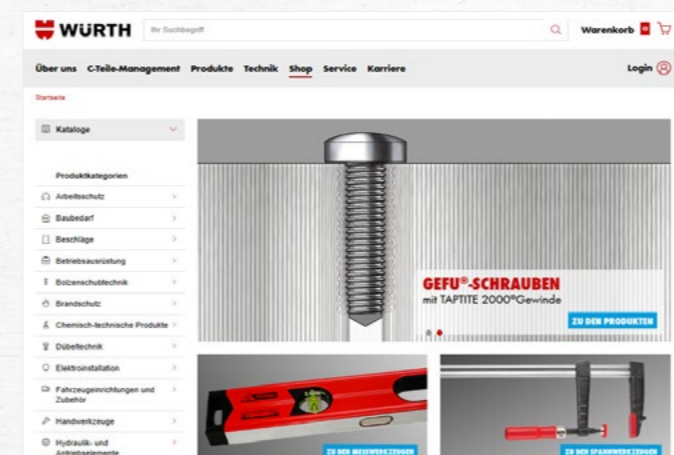 WÜRTH
Ihr Suchbegriff
Warenkorb 0
Über uns C-Teile-Management Produkte Technik Shop Service Karriere
Login
Startseite
Kataloge
Produktkategorien
Arbeitsschutz
Baubedarf
Beschläge
Betriebsausrüstung
Bolzenschubtechnik
Brandschutz
Chemisch-technische Produkte
Dübeltechnik
Elektroinstallation
Fahrzeugeinrichtungen und
Zubehör
Handwerkzeuge
Hydraulik- und
Antriebselemente
GEFU®-SCHRAUBEN
mit TAPTITE 2000®Gewinde
ZU DEN PRODUKTEN
ZU DEN MESSWERKZEUGEN
ZU DEN SPANNWERKZEUGEN